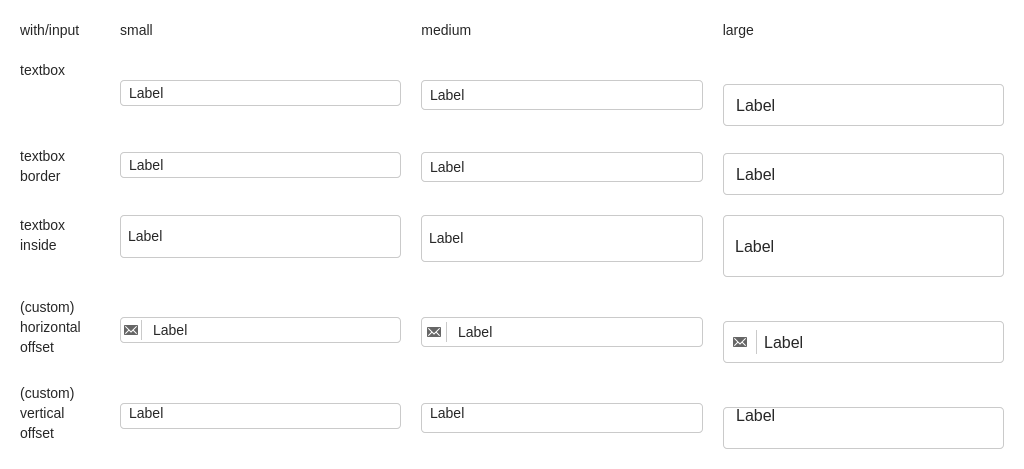 with/input small medium large
textbox
Label Label Label
textbox
border
Label Label Label
textbox
inside
Label Label Label
(custom)
horizontal
offset
Label Label Label
(custom)
vertical
offset
Label Label Label